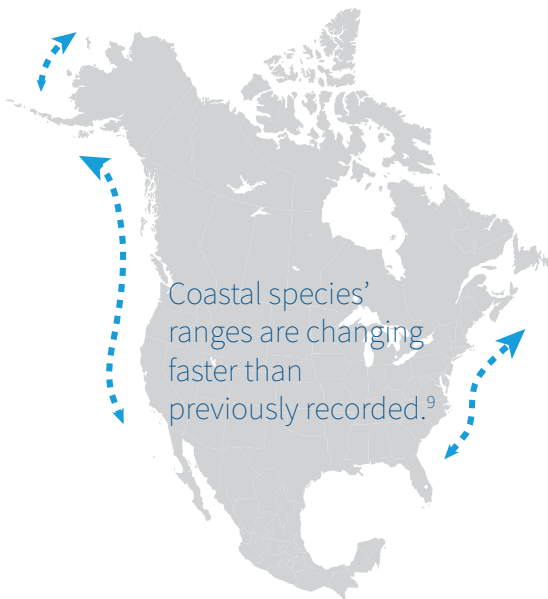 Coastal species’
ranges are changing
faster than
previously recorded.⁹